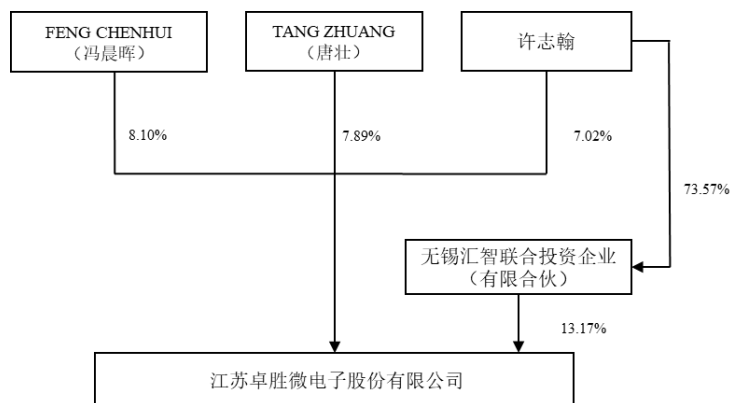 FENG CHENHUI
（冯晨晖）
TANG ZHUANG
（唐壮）
许志翰
8.10%
7.89%
7.02%
73.57%
无锡汇智联合投资企业
（有限合伙）
13.17%
江苏卓胜微电子股份有限公司